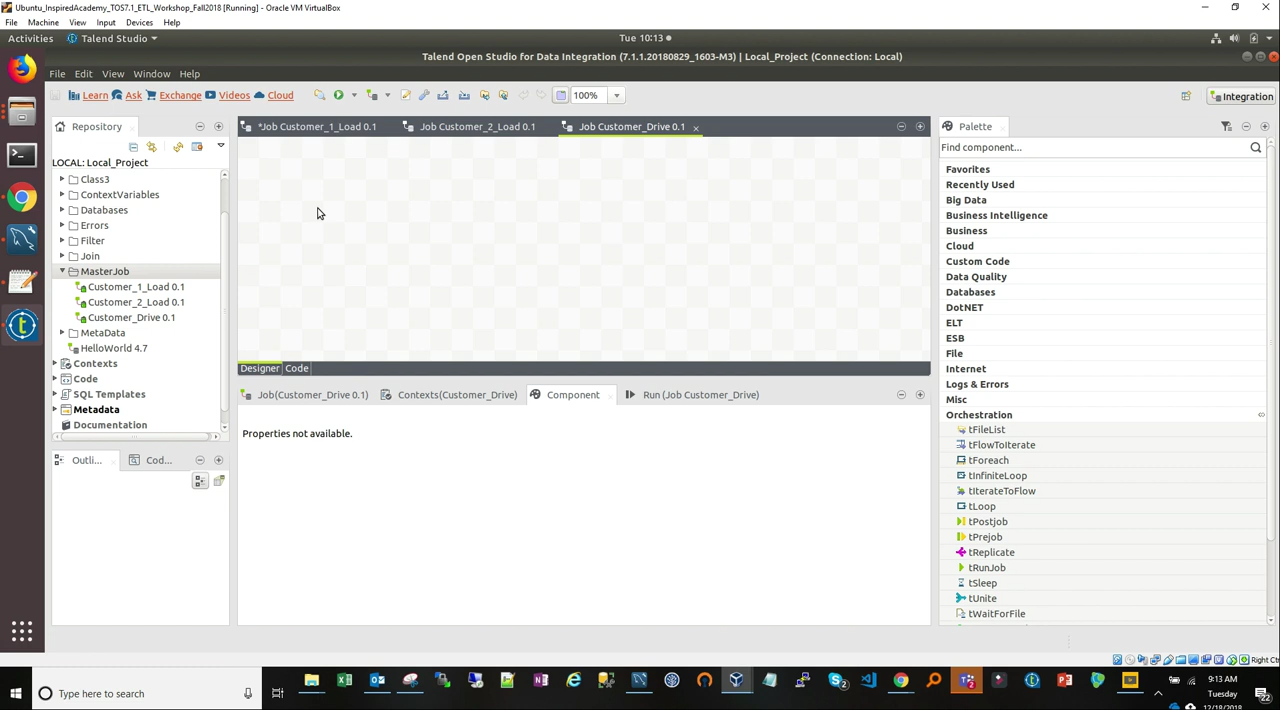 Ubuntu_InspiredAcademy_TOS7.1_ETL_Workshop_Fall2018 [Running] - Oracle VM VirtualBox
File Machine View Input Devices Help
Activities Talend Studio Tue 10:13
Talend Open Studio for Data Integration (7.1.1.20180829_1603-M3) | Local_Project (Connection: Local)
File Edit View Window Help
Learn Ask Exchange Videos Cloud 100% Integration
Repository
LOCAL: Local_Project
Class3
ContextVariables
Databases
Errors
Filter
Join
MasterJob
Customer_1_Load 0.1
Customer_2_Load 0.1
Customer_Drive 0.1
MetaData
HelloWorld 4.7
Contexts
Code
SQL Templates
Metadata
Documentation
Outli... Cod...
*Job Customer_1_Load 0.1 Job Customer_2_Load 0.1 Job Customer_Drive 0.1
Designer Code
Job(Customer_Drive 0.1) Contexts(Customer_Drive) Component Run (Job Customer_Drive)
Properties not available.
Palette
Find component...
Favorites
Recently Used
Big Data
Business Intelligence
Business
Cloud
Custom Code
Data Quality
Databases
DotNET
ELT
ESB
File
Internet
Logs & Errors
Misc
Orchestration
tFileList
tFlowToIterate
tForeach
tInfiniteLoop
tIterateToFlow
tLoop
tPostjob
tPrejob
tReplicate
tRunJob
tSleep
tUnite
tWaitForFile
Right Ct
Type here to search
9:13 AM
Tuesday
12/18/2018
22